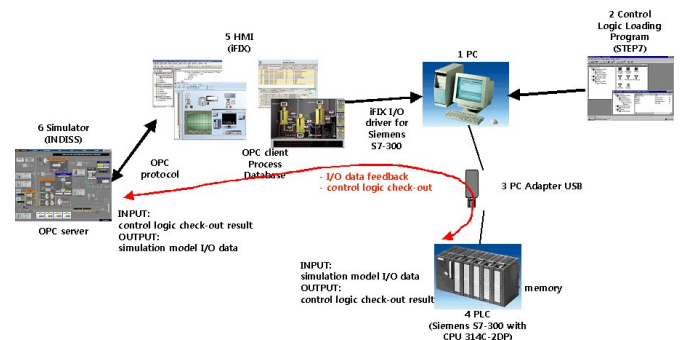 5 HMI
(iFIX)
1 PC
2 Control
Logic Loading
Program
(STEP7)
6 Simulator
(INDISS)
iFIX I/O
driver for
Siemens
S7-300
OPC
protocol
OPC client
Process
Database
- I/O data feedback
- control logic check-out
3 PC Adapter USB
OPC server
INPUT:
control logic check-out result
OUTPUT:
simulation model I/O data
INPUT:
simulation model I/O data
OUTPUT:
control logic check-out result
memory
4 PLC
(Siemens S7-300 with
CPU 314C-2DP)